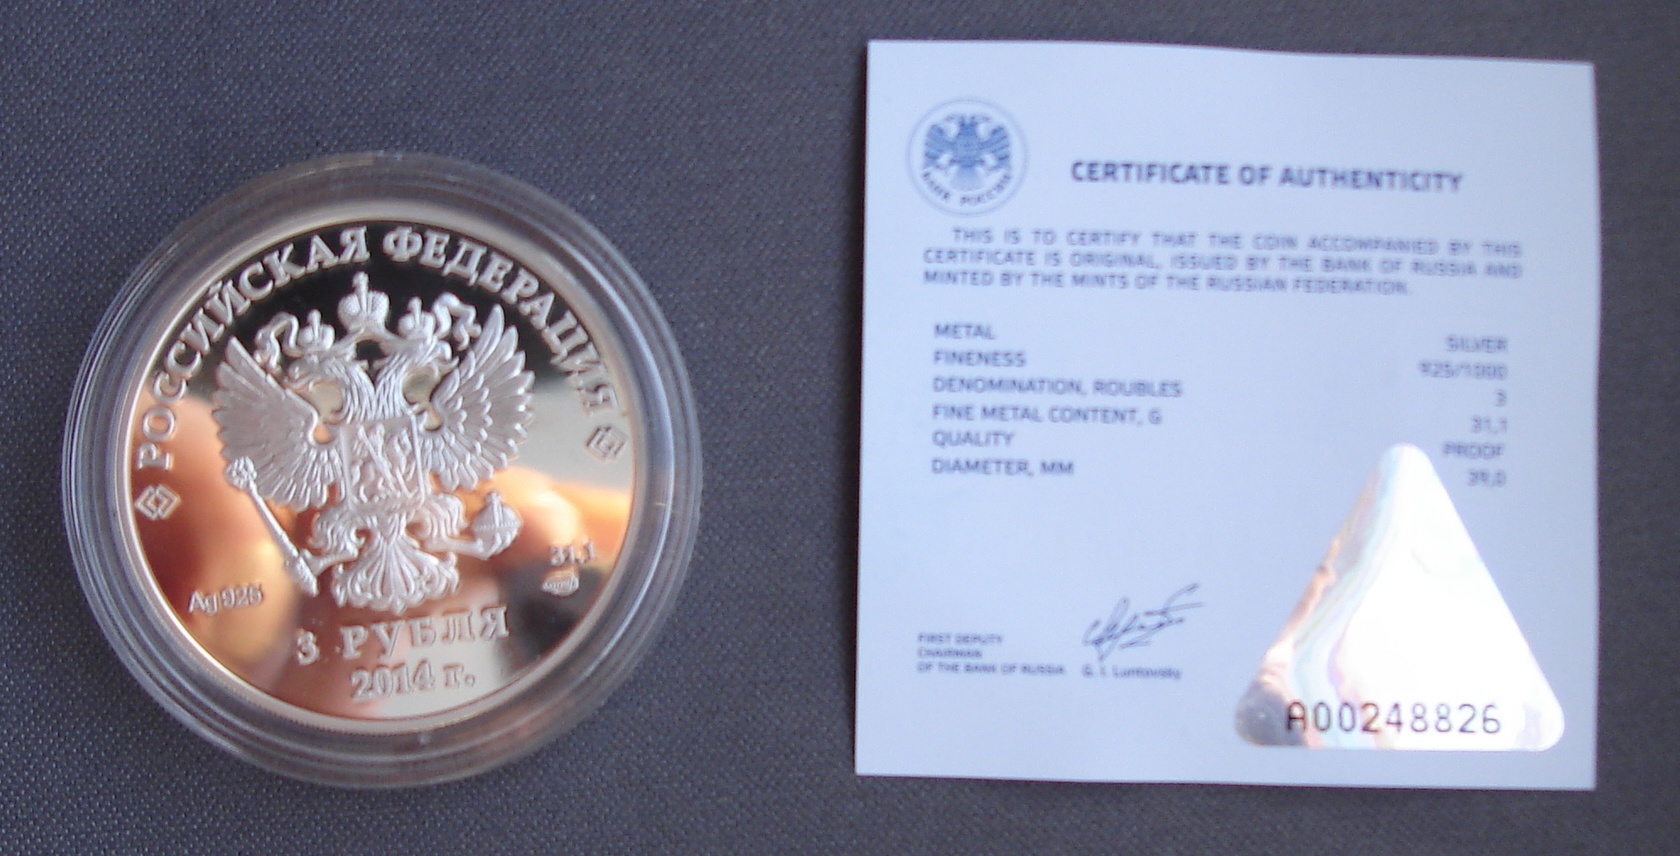 РОССИЙСКАЯ ФЕДЕРАЦИЯ
Ag 925
31,1
3 РУБЛЯ
2014 г.
БАНК РОССИИ
CERTIFICATE OF AUTHENTICITY
THIS IS TO CERTIFY THAT THE COIN ACCOMPANIED BY THIS
CERTIFICATE IS ORIGINAL, ISSUED BY THE BANK OF RUSSIA AND
MINTED BY THE MINTS OF THE RUSSIAN FEDERATION.
METAL SILVER
FINENESS 925/1000
DENOMINATION, ROUBLES 3
FINE METAL CONTENT, G 31,1
QUALITY PROOF
DIAMETER, MM 39,0
FIRST DEPUTY
CHAIRMAN
OF THE BANK OF RUSSIA G. I. Luntovsky
A00248826